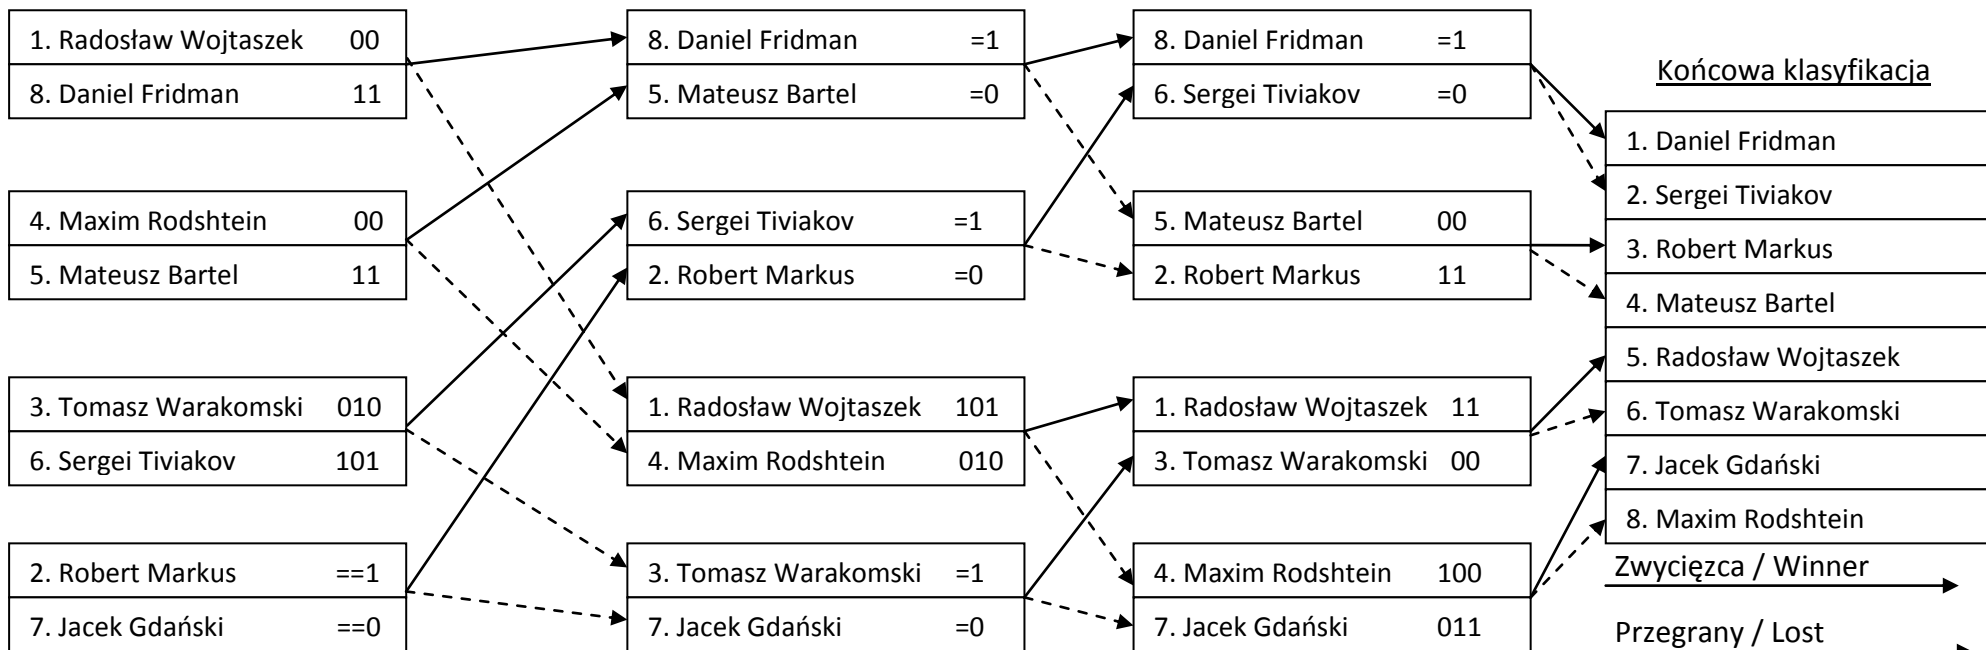 1. Radosław Wojtaszek 00
8. Daniel Fridman 11
4. Maxim Rodshtein 00
5. Mateusz Bartel 11
3. Tomasz Warakomski 010
6. Sergei Tiviakov 101
2. Robert Markus ==1
7. Jacek Gdański ==0
8. Daniel Fridman =1
5. Mateusz Bartel =0
6. Sergei Tiviakov =1
2. Robert Markus =0
1. Radosław Wojtaszek 101
4. Maxim Rodshtein 010
3. Tomasz Warakomski =1
7. Jacek Gdański =0
8. Daniel Fridman =1
6. Sergei Tiviakov =0
5. Mateusz Bartel 00
2. Robert Markus 11
1. Radosław Wojtaszek 11
3. Tomasz Warakomski 00
4. Maxim Rodshtein 100
7. Jacek Gdański 011
Końcowa klasyfikacja
1. Daniel Fridman
2. Sergei Tiviakov
3. Robert Markus
4. Mateusz Bartel
5. Radosław Wojtaszek
6. Tomasz Warakomski
7. Jacek Gdański
8. Maxim Rodshtein
Zwycięzca / Winner
Przegrany / Lost